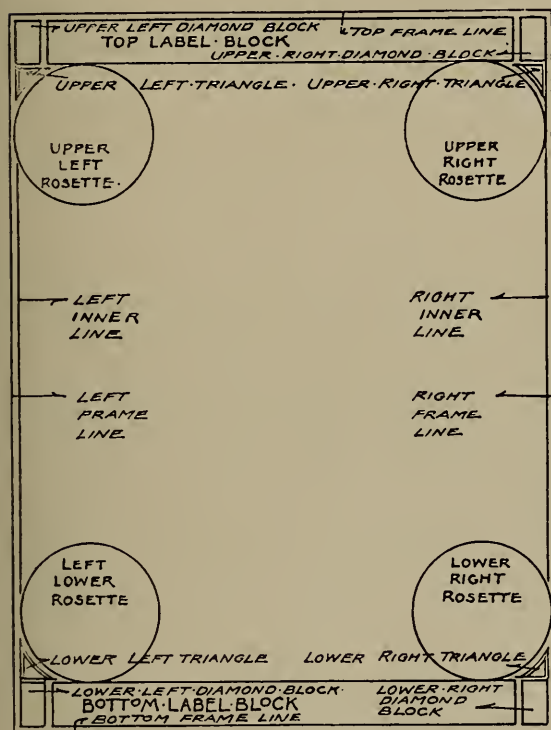 UPPER LEFT DIAMOND BLOCK
TOP LABEL·BLOCK
TOP FRAME LINE
UPPER·RIGHT·DIAMOND·BLOCK
UPPER LEFT·TRIANGLE·
UPPER·RIGHT·TRIANGLE
UPPER
LEFT
ROSETTE·
UPPER
RIGHT
ROSETTE
LEFT
INNER
LINE
RIGHT
INNER
LINE
LEFT
FRAME
LINE
RIGHT
FRAME
LINE
LEFT
LOWER
ROSETTE
LOWER
RIGHT
ROSETTE
LOWER LEFT TRIANGLE
LOWER RIGHT TRIANGLE
LOWER·LEFT·DIAMOND·BLOCK·
BOTTOM·LABEL·BLOCK
BOTTOM FRAME LINE
LOWER·RIGHT
DIAMOND
BLOCK